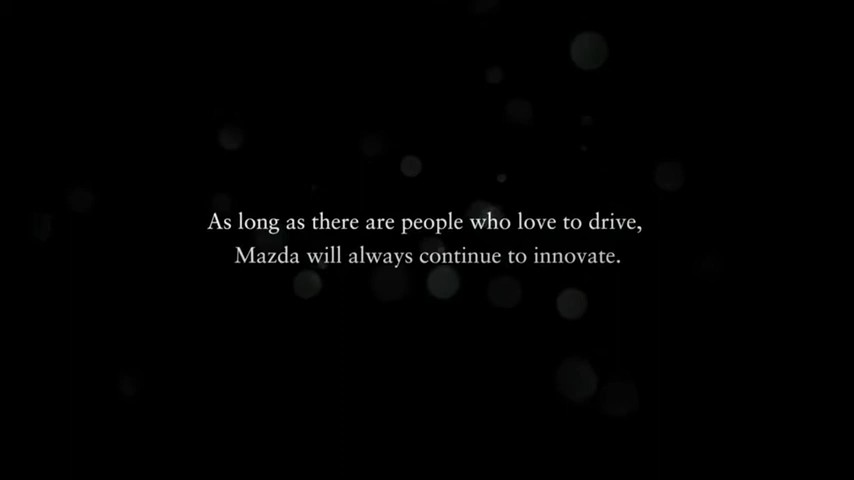 As long as there are people who love to drive,
Mazda will always continue to innovate.